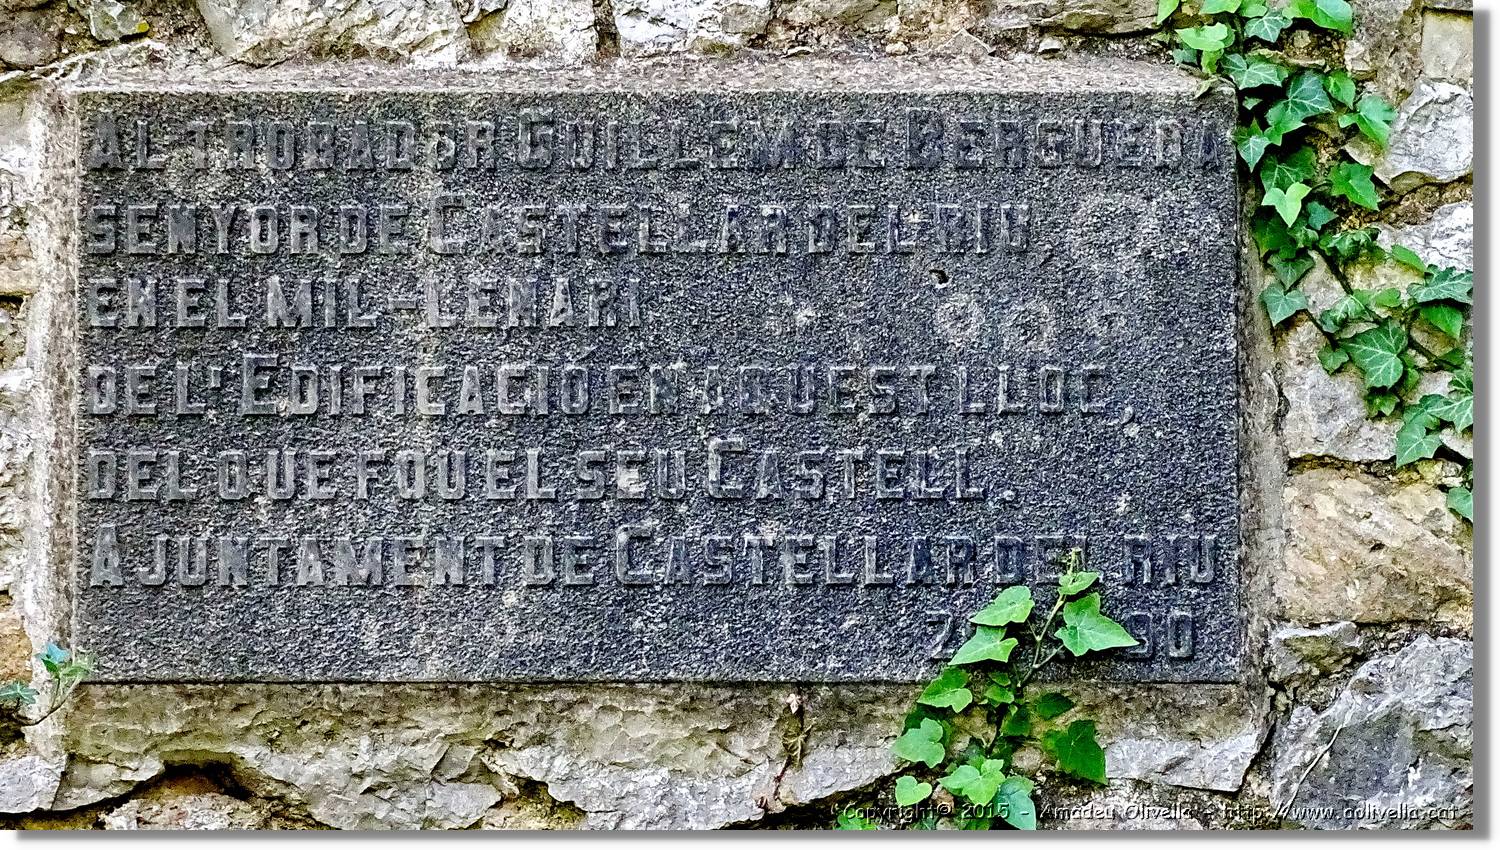 AL TROBADOR GUILLEM DE BERGUEDA
SENYOR DE CASTELLAR DEL RIU
EN EL MIL-LENARI
DE L'EDIFICACIÓ EN AQUEST LLOC,
DEL QUE FOU EL SEU CASTELL.
AJUNTAMENT DE CASTELLAR DEL RIU
Copyright © 2015 - Amadeu Olivella - http://www.aolivella.cat